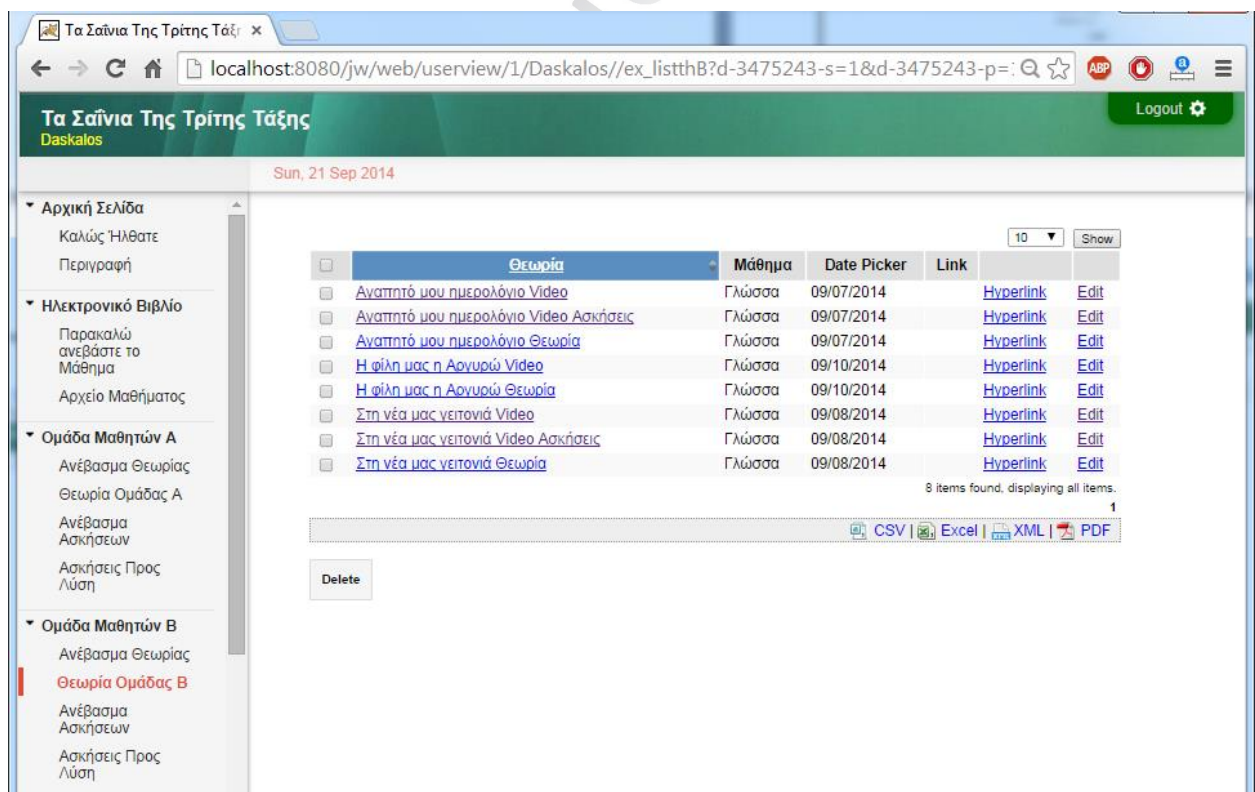 Τα Σαΐνια Της Τρίτης Τάξη
localhost:8080/jw/web/userview/1/Daskalos//ex_listthB?d-3475243-s=1&d-3475243-p=
ABP
a
Τα Σαΐνια Της Τρίτης Τάξης
Daskalos
Logout
Sun, 21 Sep 2014
Αρχική Σελίδα
Καλώς Ήλθατε
Περιγραφή
Ηλεκτρονικό Βιβλίο
Παρακαλώ
ανεβάστε το
Μάθημα
Αρχείο Μαθήματος
Ομάδα Μαθητών Α
Ανέβασμα Θεωρίας
Θεωρία Ομάδας Α
Ανέβασμα
Ασκήσεων
Ασκήσεις Προς
Λύση
Ομάδα Μαθητών Β
Ανέβασμα Θεωρίας
Θεωρία Ομάδας Β
Ανέβασμα
Ασκήσεων
Ασκήσεις Προς
Λύση
10 Show
Θεωρία Μάθημα Date Picker Link
Αγαπητό μου ημερολόγιο Video Γλώσσα 09/07/2014 Hyperlink Edit
Αγαπητό μου ημερολόγιο Video Ασκήσεις Γλώσσα 09/07/2014 Hyperlink Edit
Αγαπητό μου ημερολόγιο Θεωρία Γλώσσα 09/07/2014 Hyperlink Edit
Η φίλη μας η Αργυρώ Video Γλώσσα 09/10/2014 Hyperlink Edit
Η φίλη μας η Αργυρώ Θεωρία Γλώσσα 09/10/2014 Hyperlink Edit
Στη νέα μας γειτονιά Video Γλώσσα 09/08/2014 Hyperlink Edit
Στη νέα μας γειτονιά Video Ασκήσεις Γλώσσα 09/08/2014 Hyperlink Edit
Στη νέα μας γειτονιά Θεωρία Γλώσσα 09/08/2014 Hyperlink Edit
8 items found, displaying all items.
1
CSV | Excel | XML | PDF
Delete